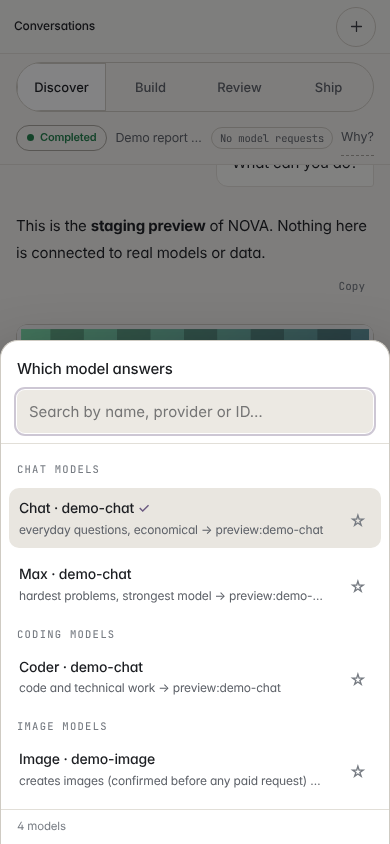 Conversations
Discover
Build
Review
Ship
Completed
Demo report ...
No model requests
Why?
What can you do?
This is the staging preview of NOVA. Nothing here
is connected to real models or data.
Copy
Which model answers
Search by name, provider or ID...
CHAT MODELS
Chat · demo-chat ✓
everyday questions, economical → preview:demo-chat
Max · demo-chat
hardest problems, strongest model → preview:demo-...
CODING MODELS
Coder · demo-chat
code and technical work → preview:demo-chat
IMAGE MODELS
Image · demo-image
creates images (confirmed before any paid request) ...
4 models